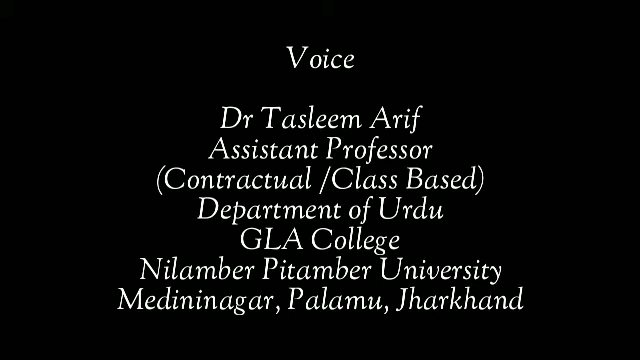 Voice
Dr Tasleem Arif
Assistant Professor
(Contractual /Class Based)
Department of Urdu
GLA College
Nilamber Pitamber University
Medininagar, Palamu, Jharkhand